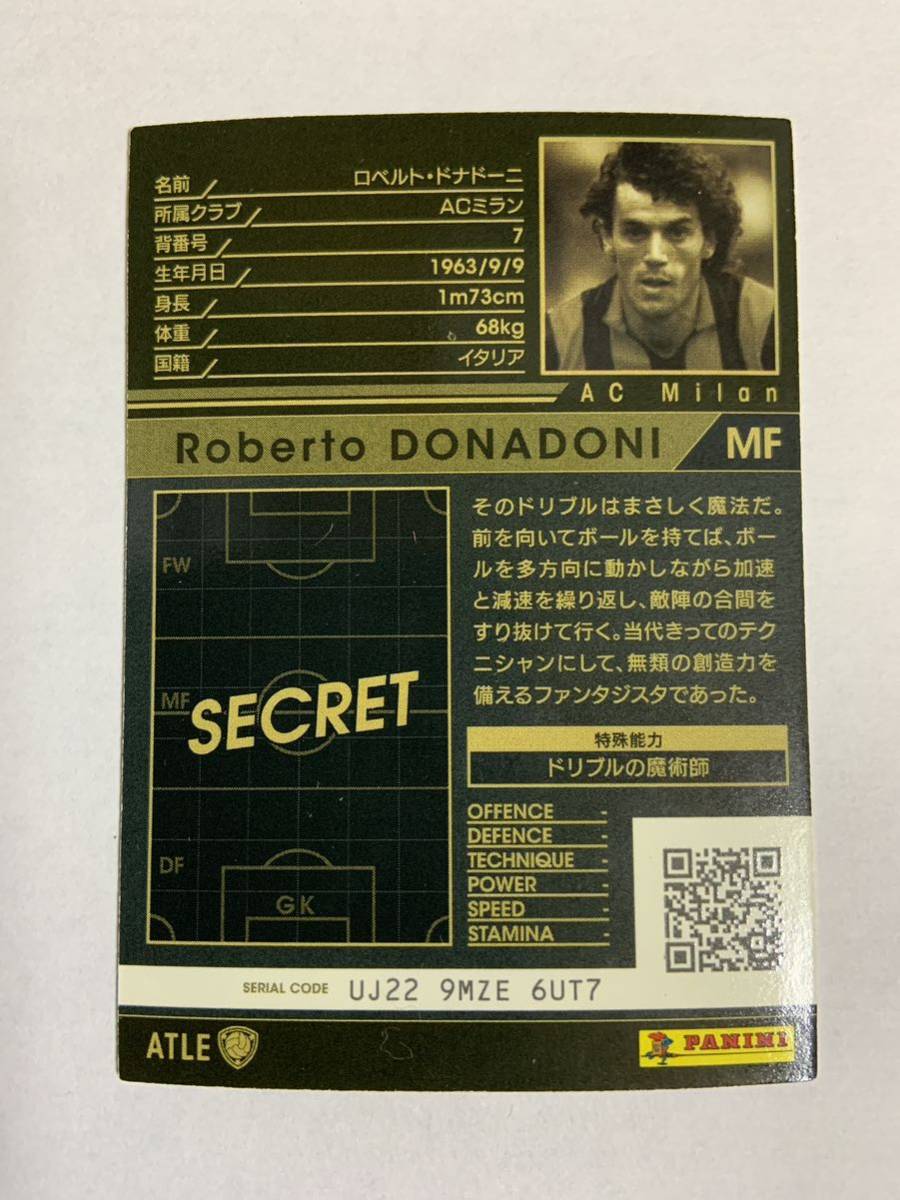 名前 ロベルト・ドナドーニ
所属クラブ ACミラン
背番号 7
生年月日 1963/9/9
身長 1m73cm
体重 68kg
国籍 イタリア
AC Milan
Roberto DONADONI MF
FW
MF
SECRET
DF
GK
そのドリブルはまさしく魔法だ。
前を向いてボールを持てば、ボー
ルを多方向に動かしながら加速
と減速を繰り返し、敵陣の合間を
すり抜けて行く。当代きってのテク
ニシャンにして、無類の創造力を
備えるファンタジスタであった。
特殊能力
ドリブルの魔術師
OFFENCE -
DEFENCE -
TECHNIQUE -
POWER -
SPEED -
STAMINA -
SERIAL CODE UJ22 9MZE 6UT7
ATLE
PANINI